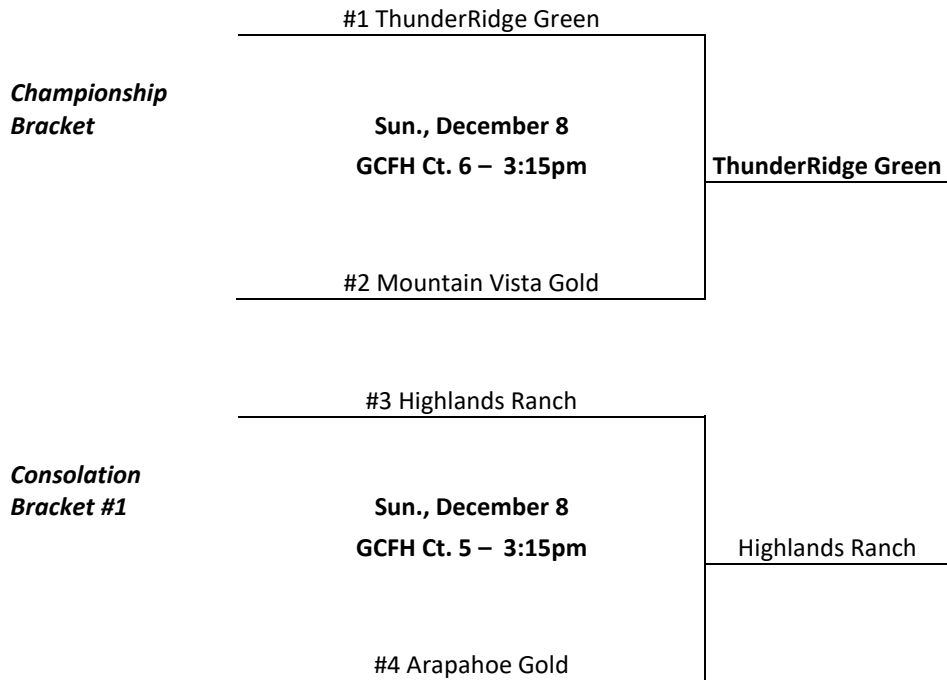 #1 ThunderRidge Green
Championship
Bracket
Sun., December 8
GCFH Ct. 6 – 3:15pm
ThunderRidge Green
#2 Mountain Vista Gold
#3 Highlands Ranch
Consolation
Bracket #1
Sun., December 8
GCFH Ct. 5 – 3:15pm
Highlands Ranch
#4 Arapahoe Gold